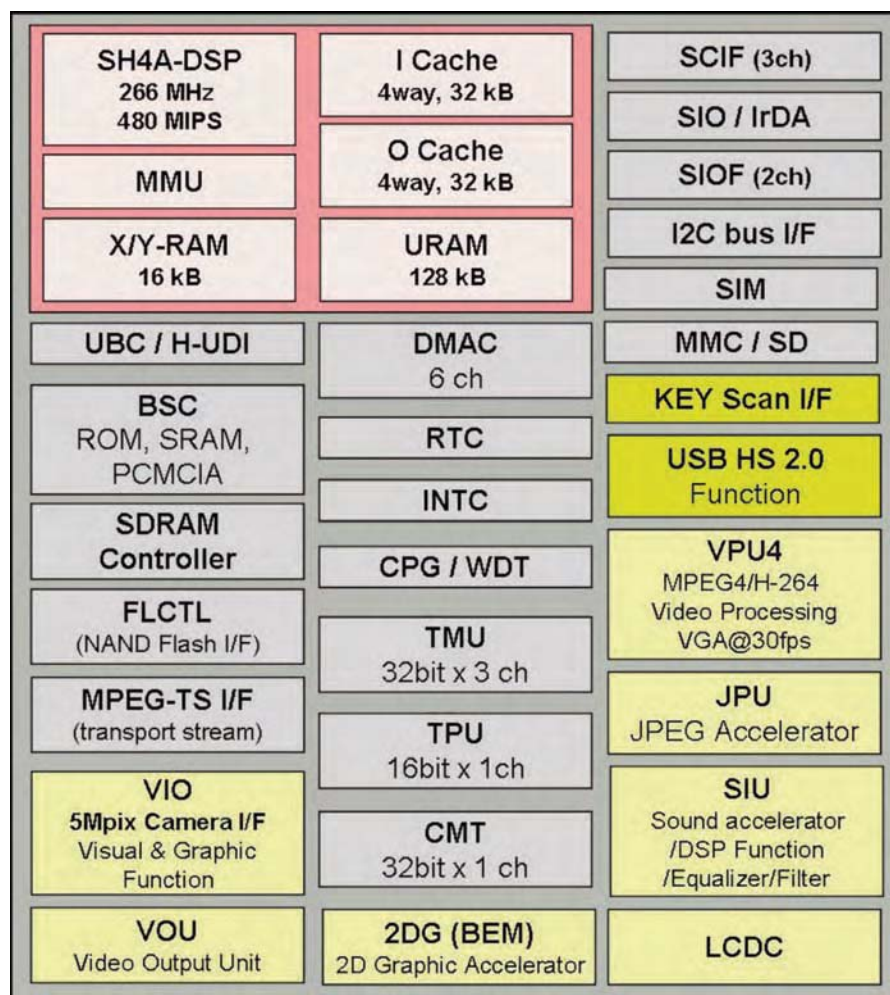 SH4A-DSP
266 MHz
480 MIPS
MMU
X/Y-RAM
16 kB
I Cache
4way, 32 kB
O Cache
4way, 32 kB
URAM
128 kB
UBC / H-UDI
BSC
ROM, SRAM,
PCMCIA
SDRAM
Controller
FLCTL
(NAND Flash I/F)
MPEG-TS I/F
(transport stream)
VIO
5Mpix Camera I/F
Visual & Graphic
Function
VOU
Video Output Unit
DMAC
6 ch
RTC
INTC
CPG / WDT
TMU
32bit x 3 ch
TPU
16bit x 1ch
CMT
32bit x 1 ch
2DG (BEM)
2D Graphic Accelerator
SCIF (3ch)
SIO / IrDA
SIOF (2ch)
I2C bus I/F
SIM
MMC / SD
KEY Scan I/F
USB HS 2.0
Function
VPU4
MPEG4/H-264
Video Processing
VGA@30fps
JPU
JPEG Accelerator
SIU
Sound accelerator
/DSP Function
/Equalizer/Filter
LCDC